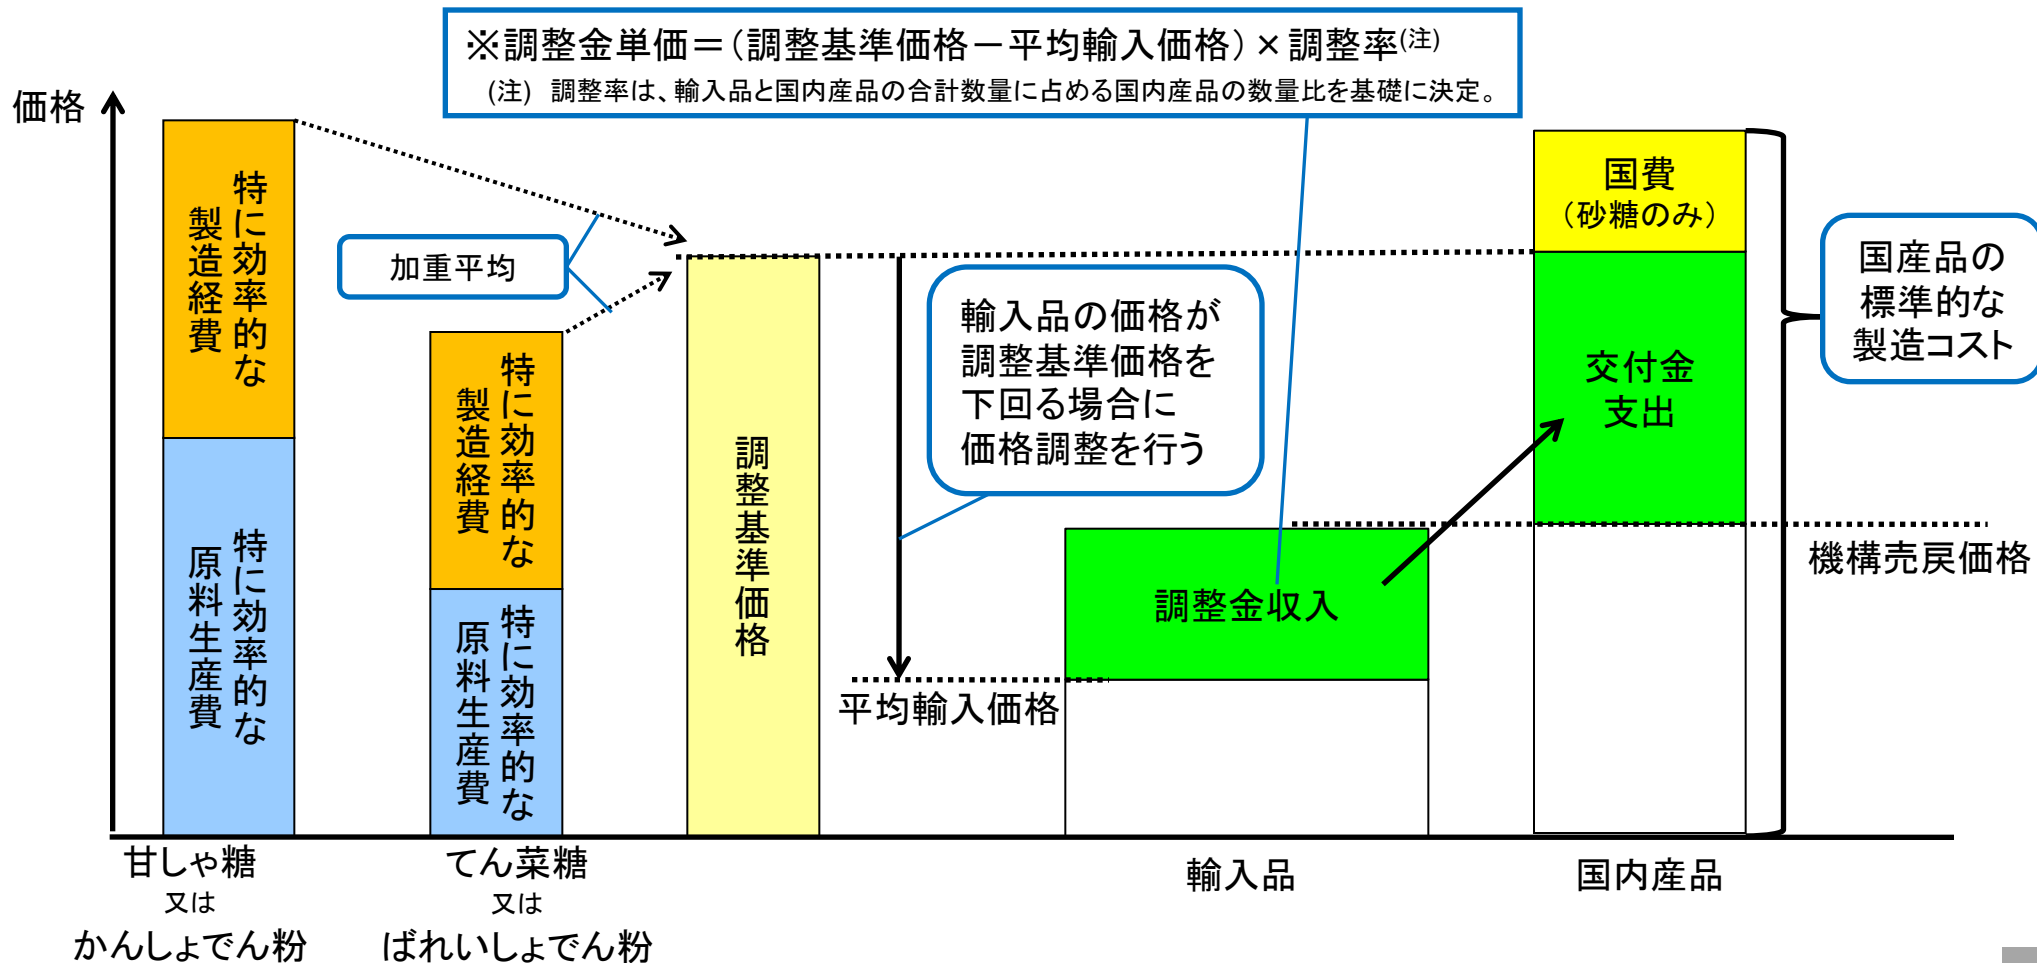 ※調整金単価＝(調整基準価格－平均輸入価格)×調整率(注)
(注) 調整率は、輸入品と国内産品の合計数量に占める国内産品の数量比を基礎に決定。
価格
特に効率的な
製造経費
特に効率的な
原料生産費
加重平均
特に効率的な
製造経費
特に効率的な
原料生産費
調整基準価格
輸入品の価格が
調整基準価格を
下回る場合に
価格調整を行う
平均輸入価格
調整金収入
国費
(砂糖のみ)
交付金
支出
国産品の
標準的な
製造コスト
機構売戻価格
甘しゃ糖
又は
かんしょでん粉
てん菜糖
又は
ばれいしょでん粉
輸入品
国内産品